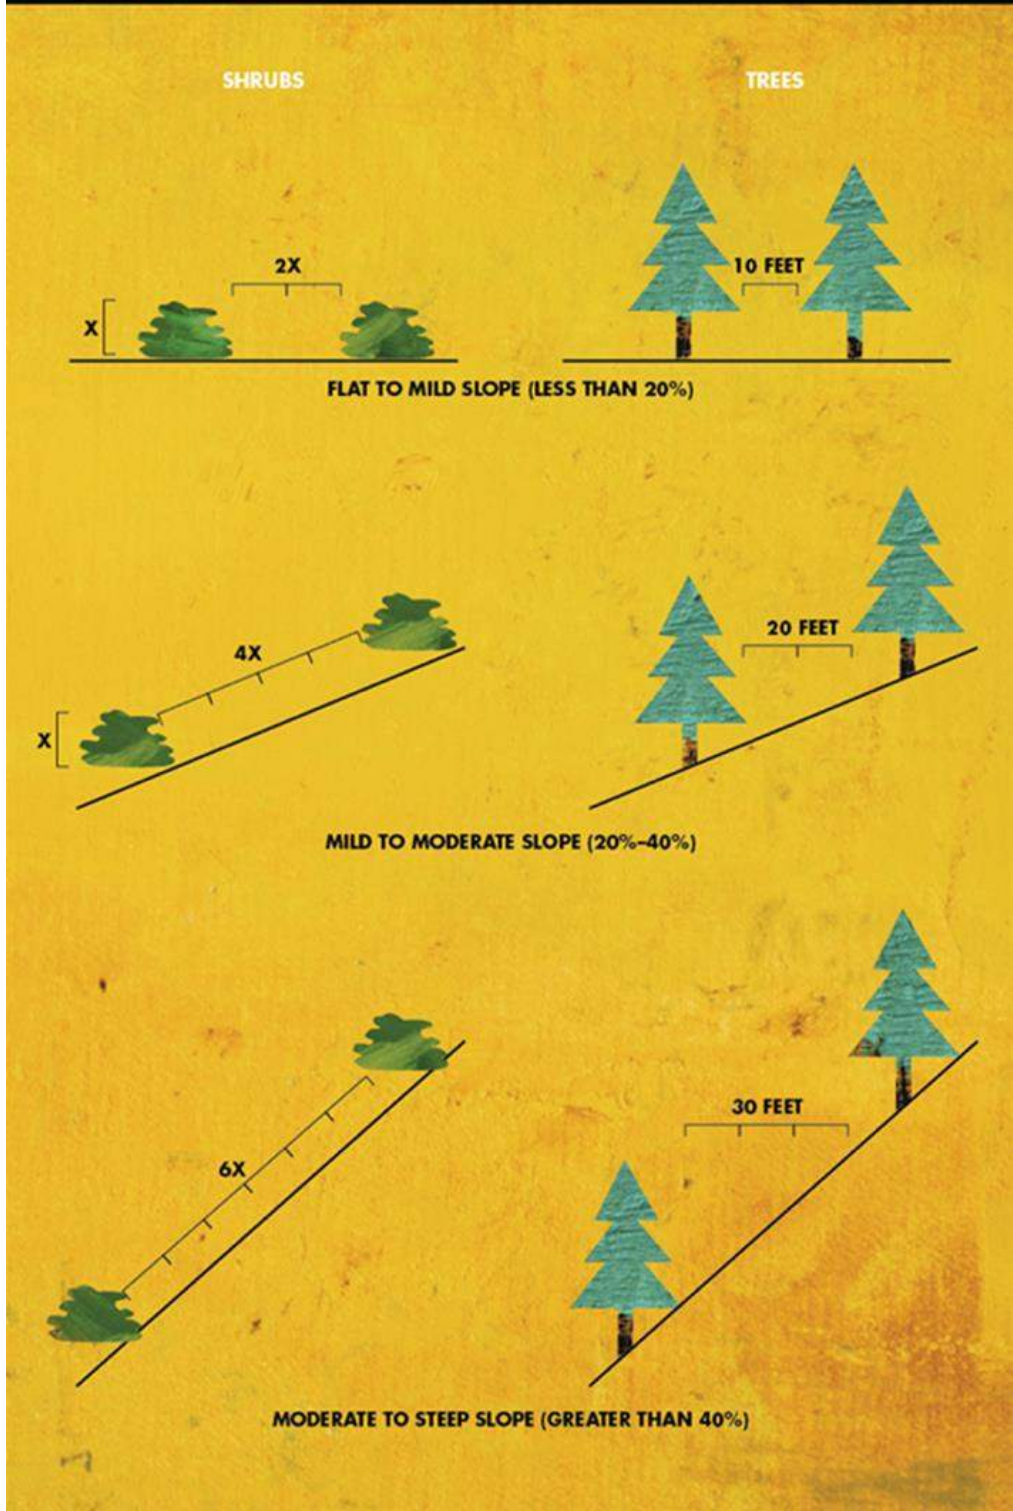 SHRUBS
TREES
2X
X
10 FEET
FLAT TO MILD SLOPE (LESS THAN 20%)
4X
X
20 FEET
MILD TO MODERATE SLOPE (20%–40%)
6X
30 FEET
MODERATE TO STEEP SLOPE (GREATER THAN 40%)